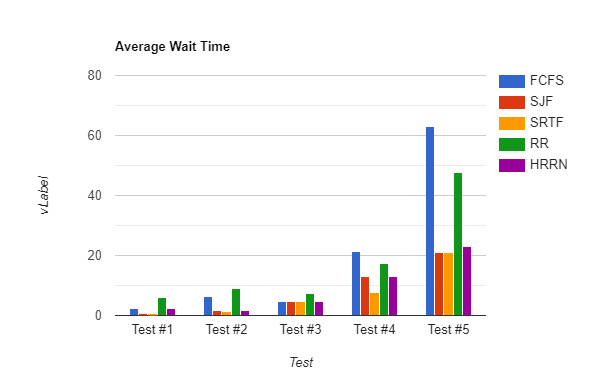 Average Wait Time
80
60
40
20
0
vLabel
Test #1
Test #2
Test #3
Test #4
Test #5
Test
FCFS
SJF
SRTF
RR
HRRN